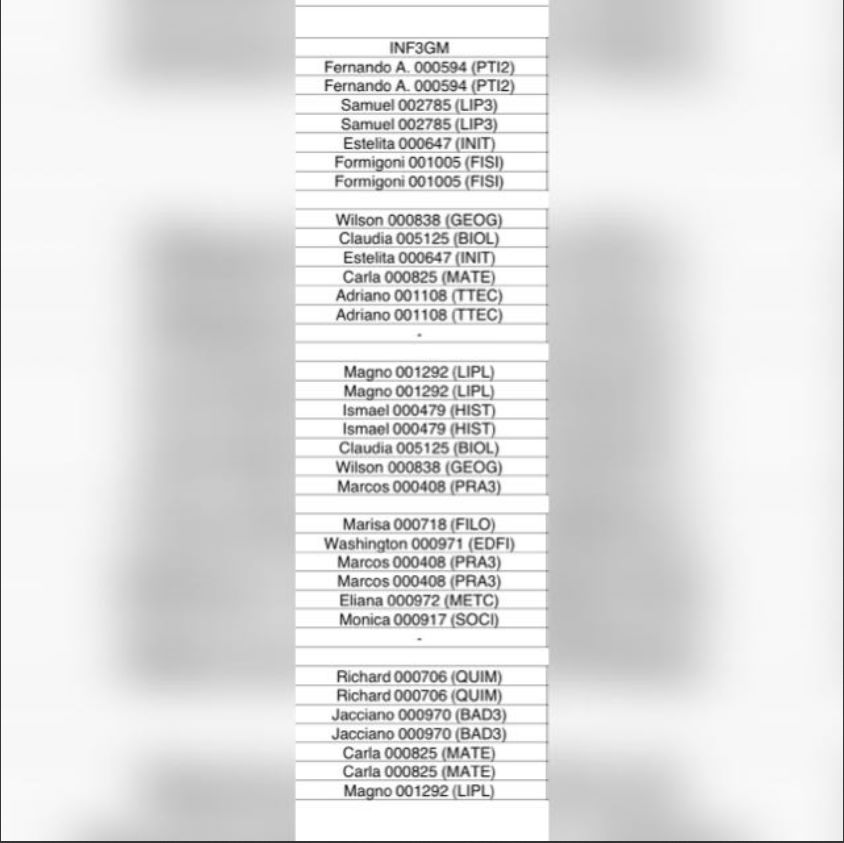 INF3GM
Fernando A. 000594 (PTI2)
Fernando A. 000594 (PTI2)
Samuel 002785 (LIP3)
Samuel 002785 (LIP3)
Estelita 000647 (INIT)
Formigoni 001005 (FISI)
Formigoni 001005 (FISI)
Wilson 000838 (GEOG)
Claudia 005125 (BIOL)
Estelita 000647 (INIT)
Carla 000825 (MATE)
Adriano 001108 (TTEC)
Adriano 001108 (TTEC)
-
Magno 001292 (LIPL)
Magno 001292 (LIPL)
Ismael 000479 (HIST)
Ismael 000479 (HIST)
Claudia 005125 (BIOL)
Wilson 000838 (GEOG)
Marcos 000408 (PRA3)
Marisa 000718 (FILO)
Washington 000971 (EDFI)
Marcos 000408 (PRA3)
Marcos 000408 (PRA3)
Eliana 000972 (METC)
Monica 000917 (SOCI)
-
Richard 000706 (QUIM)
Richard 000706 (QUIM)
Jacciano 000970 (BAD3)
Jacciano 000970 (BAD3)
Carla 000825 (MATE)
Carla 000825 (MATE)
Magno 001292 (LIPL)